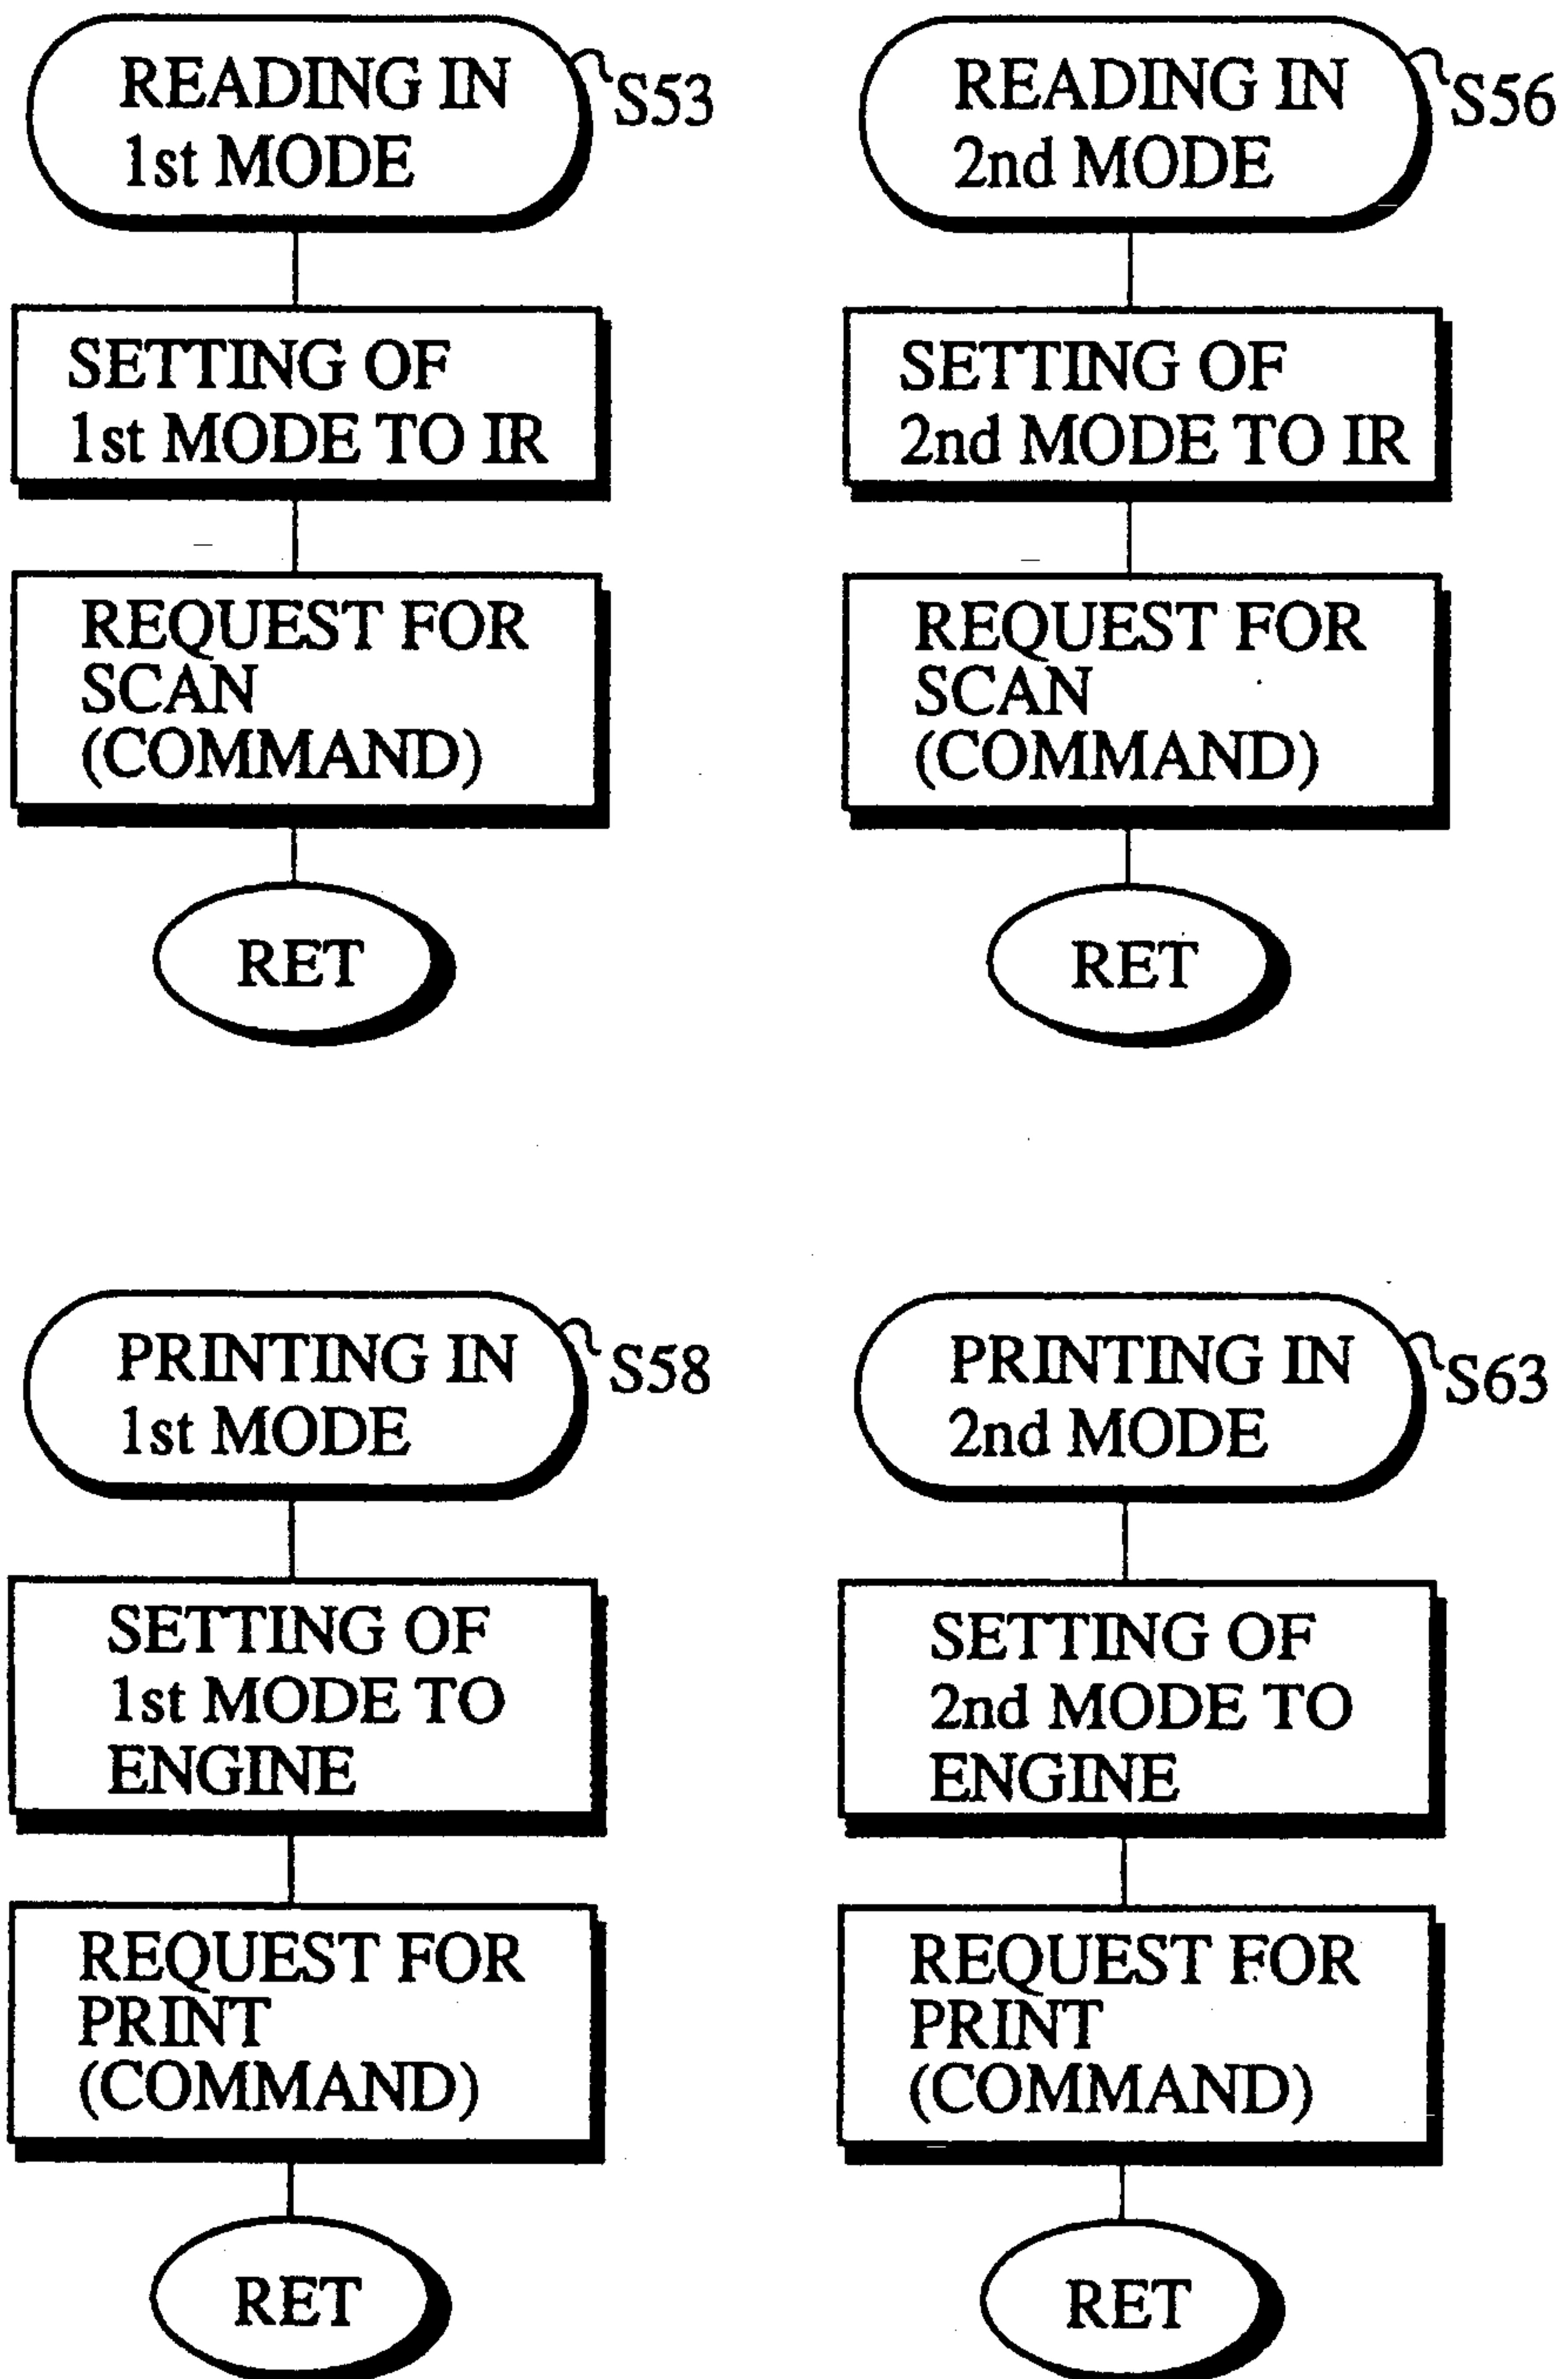 READING IN
1st MODE
S53
SETTING OF
1st MODE TO IR
REQUEST FOR
SCAN
(COMMAND)
RET
READING IN
2nd MODE
S56
SETTING OF
2nd MODE TO IR
REQUEST FOR
SCAN
(COMMAND)
RET
PRINTING IN
1st MODE
S58
SETTING OF
1st MODE TO
ENGINE
REQUEST FOR
PRINT
(COMMAND)
RET
PRINTING IN
2nd MODE
S63
SETTING OF
2nd MODE TO
ENGINE
REQUEST FOR
PRINT
(COMMAND)
RET